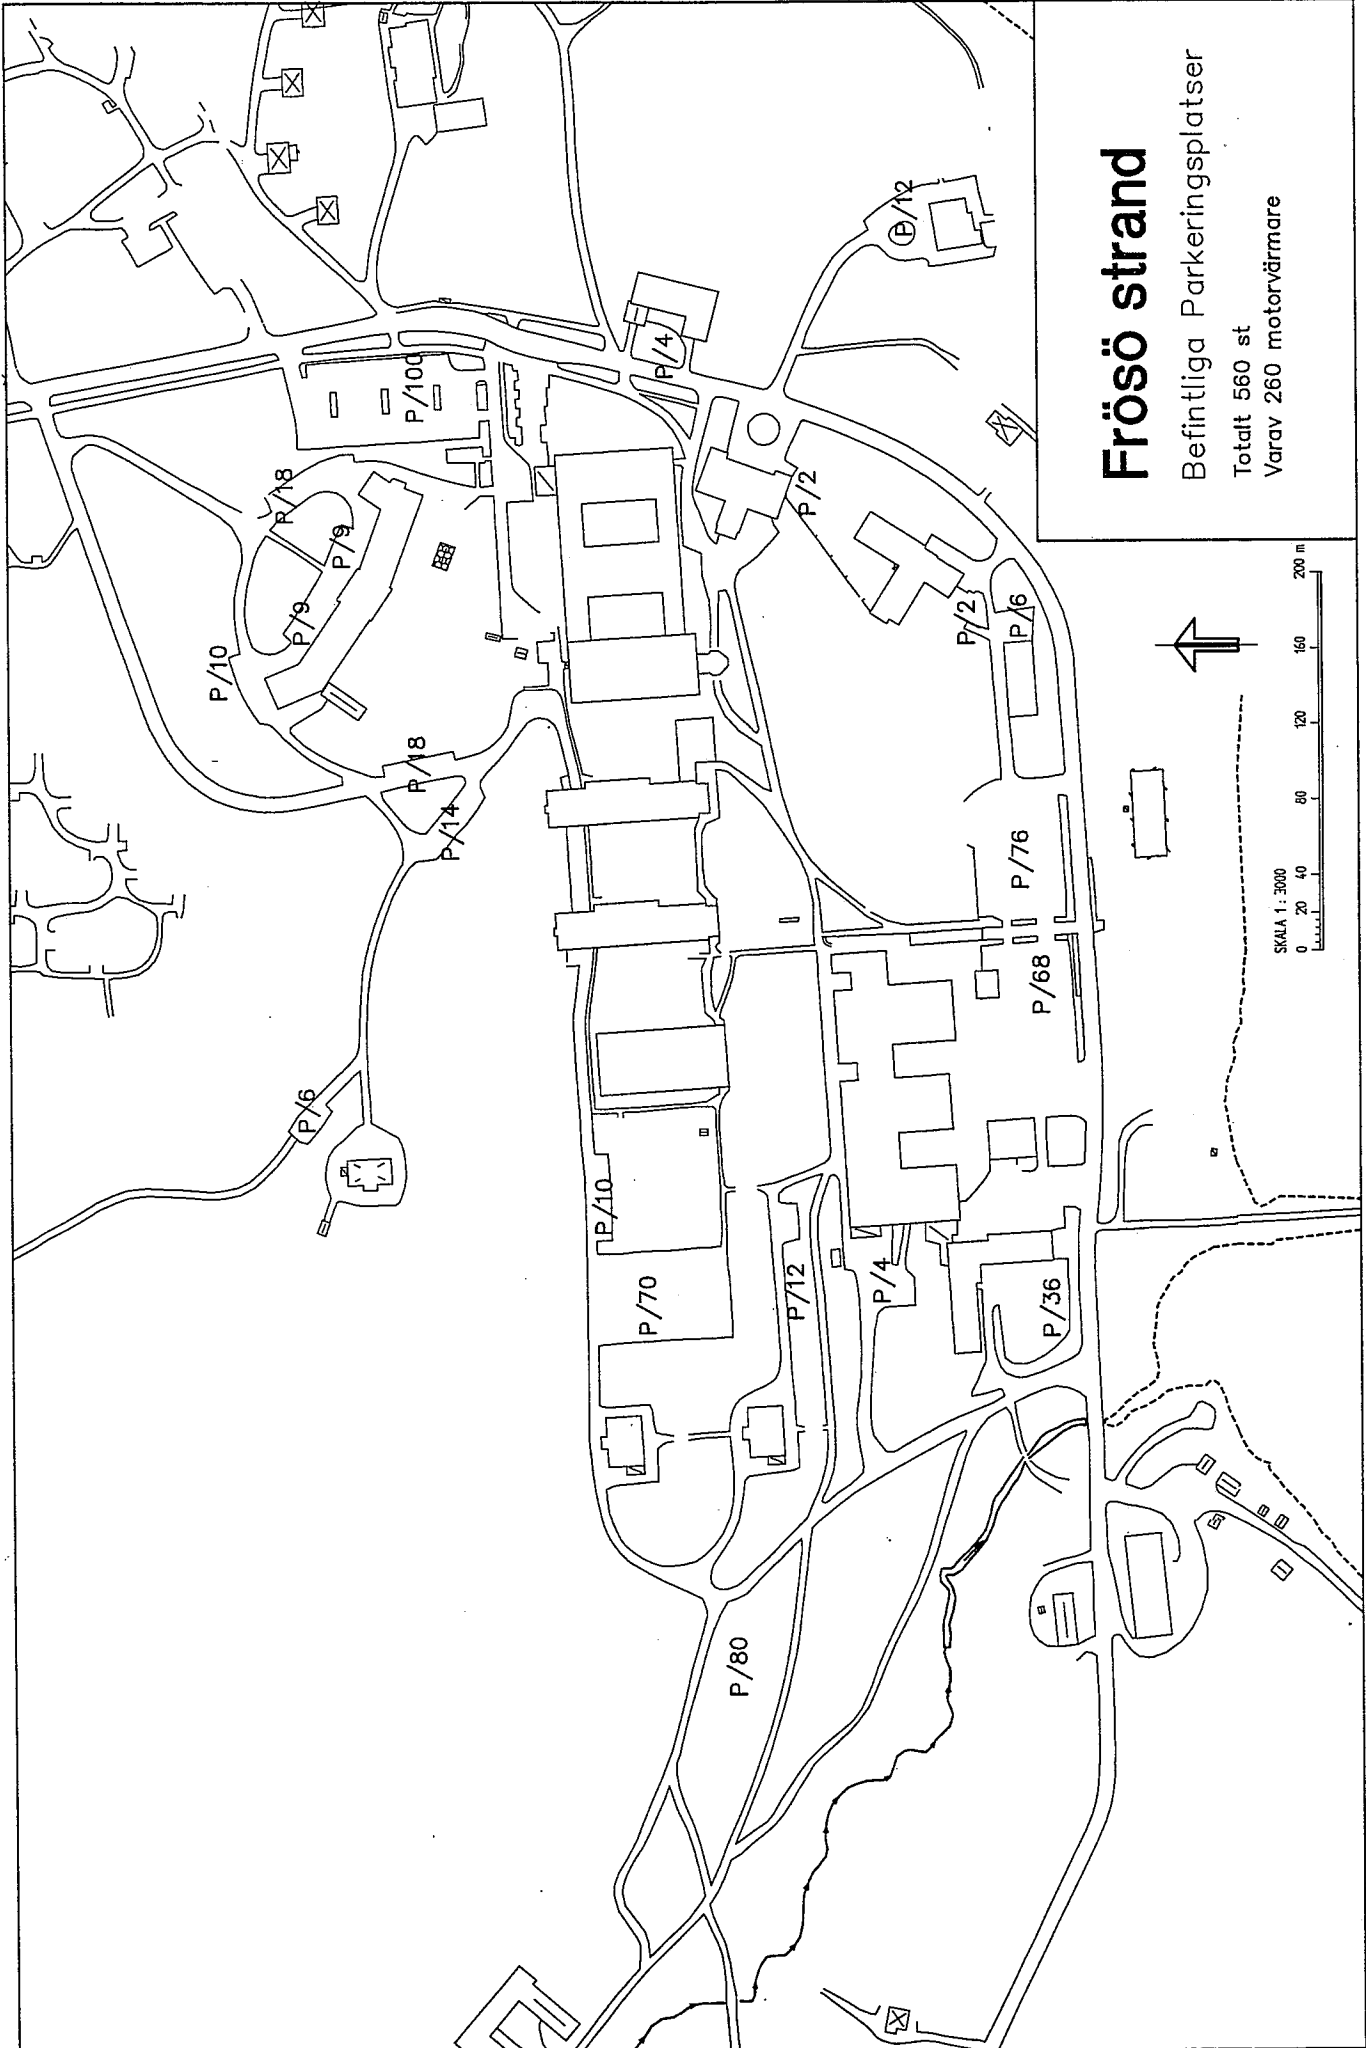 P/10
P/18
P/9
P/6
P/9
P/100
P/18
P/14
P/10
P/70
P/4
P/80
P/12
P/2
P/4
P/12
P/2
P/6
P/76
P/68
P/36
Frösö strand
Befintliga Parkeringsplatser
Totalt 560 st
Varav 260 motorvärmare
SKALA 1 : 3000
0 20 40 80 120 160 200 m